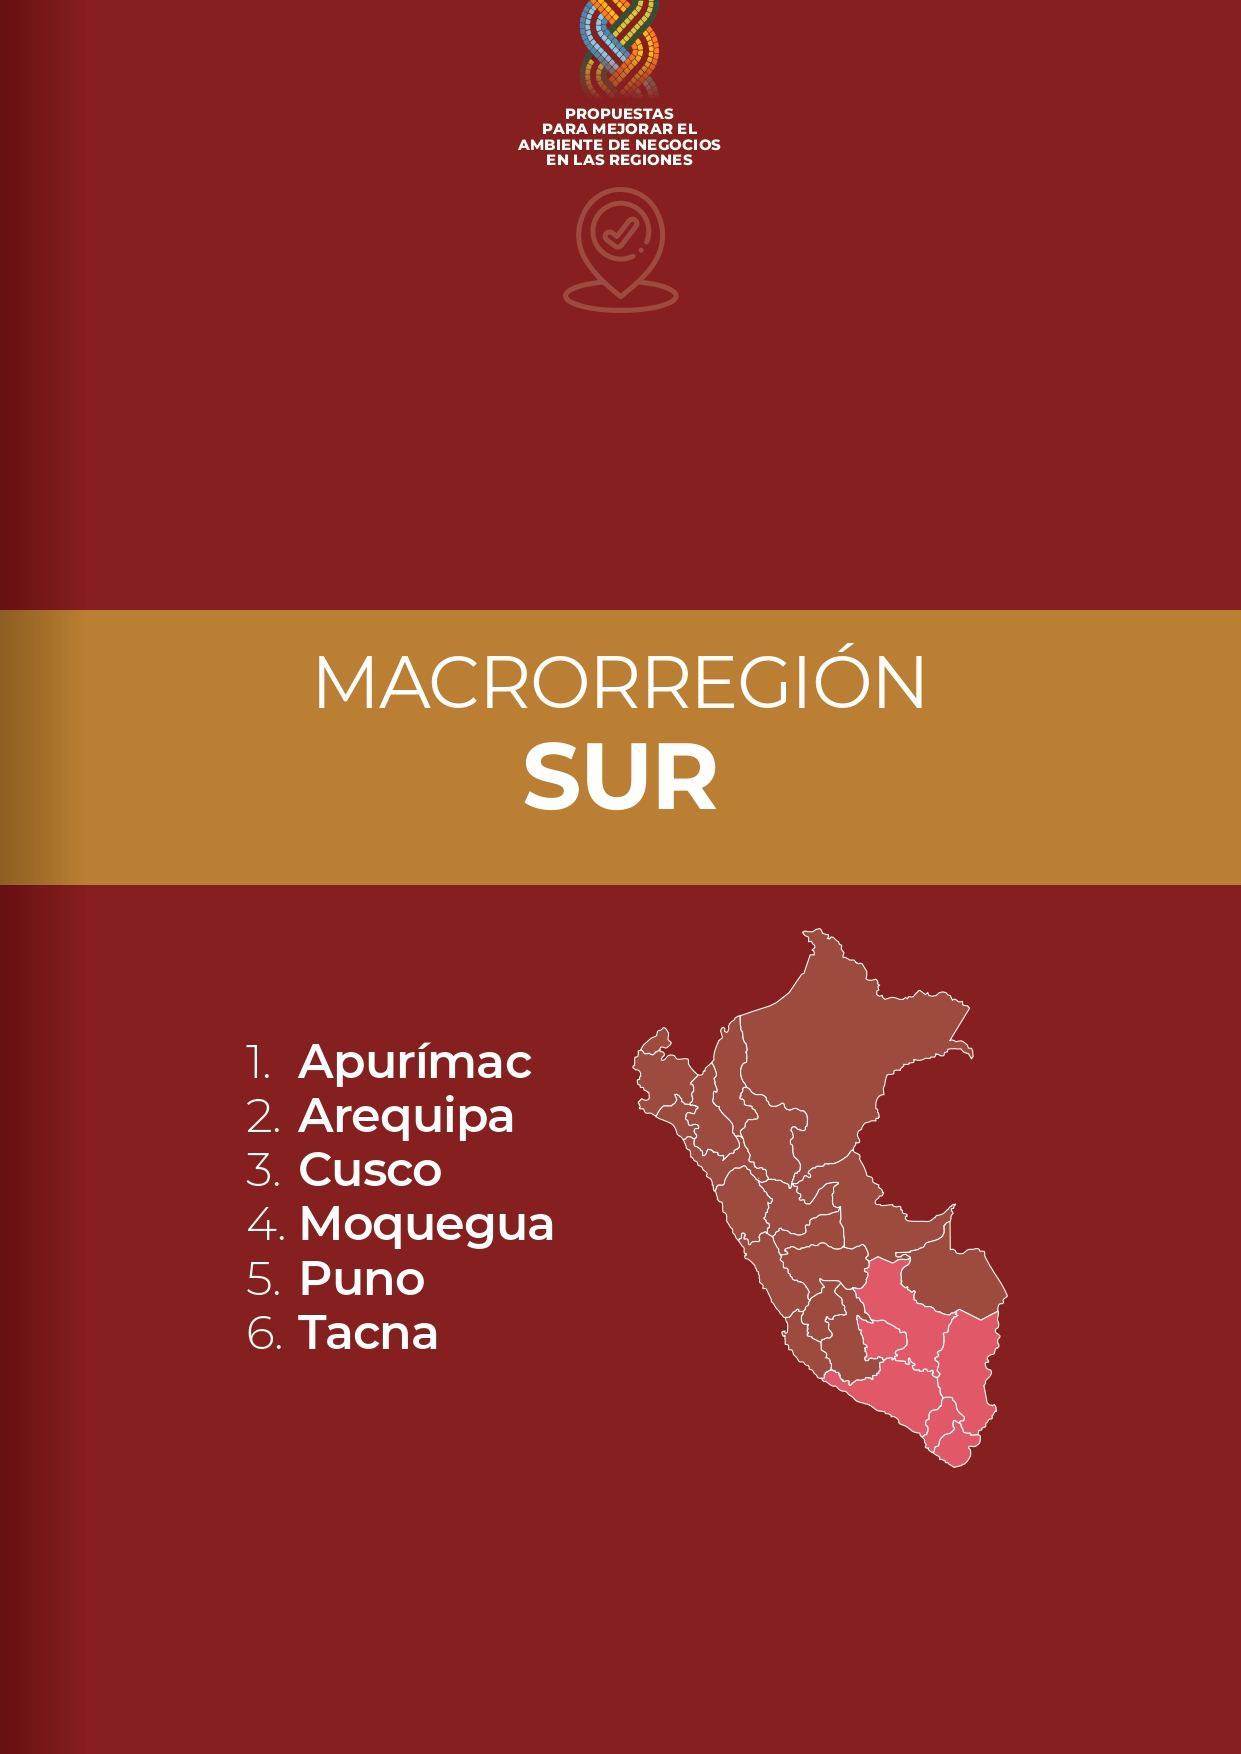 PROPUESTAS
PARA MEJORAR EL
AMBIENTE DE NEGOCIOS
EN LAS REGIONES
MACRORREGIÓN
SUR
1. Apurímac
2. Arequipa
3. Cusco
4. Moquegua
5. Puno
6. Tacna